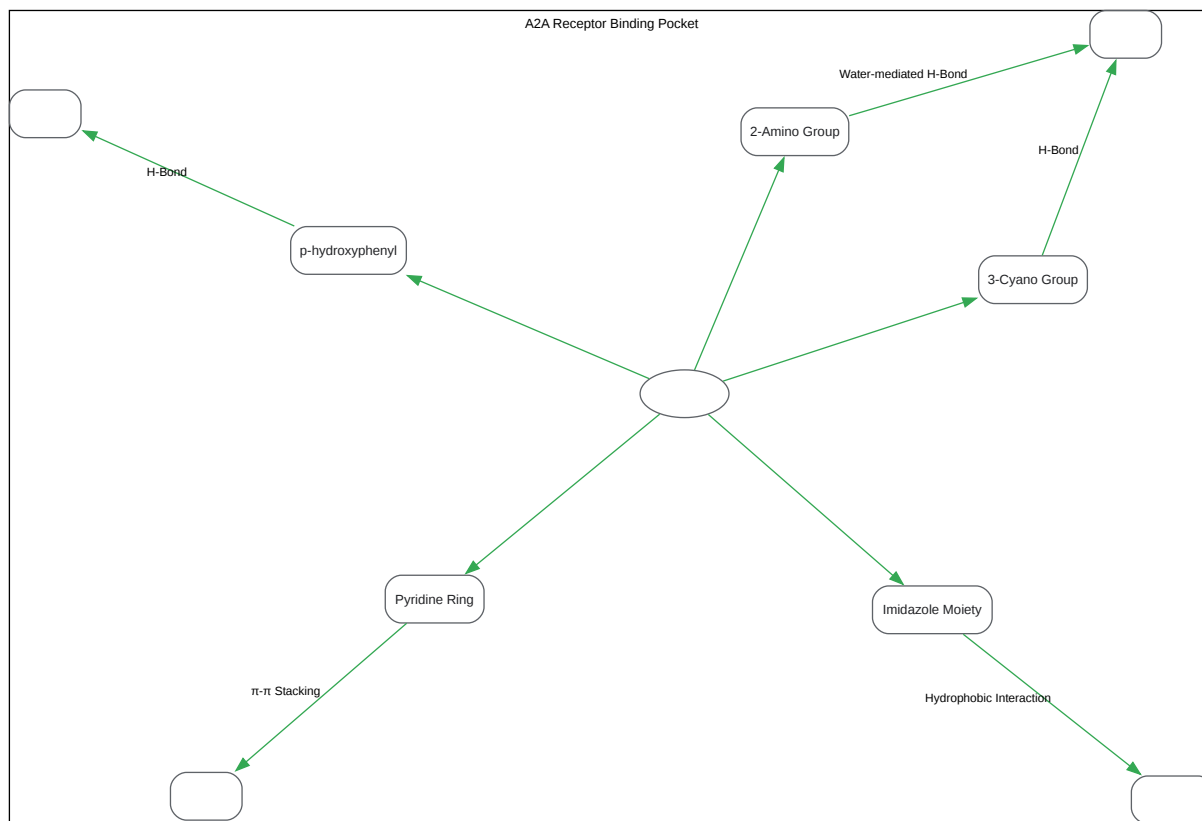 A2A Receptor Binding Pocket
Water-mediated H-Bond
2-Amino Group
H-Bond
H-Bond
p-hydroxyphenyl
3-Cyano Group
Pyridine Ring
Imidazole Moiety
π-π Stacking
Hydrophobic Interaction